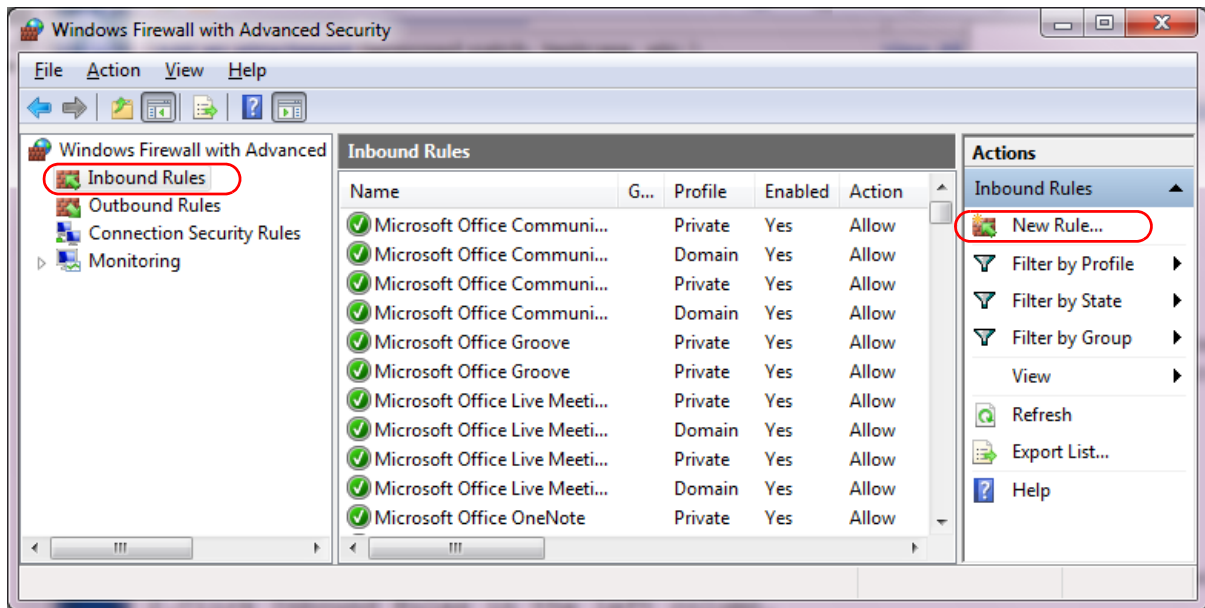 Windows Firewall with Advanced Security
File Action View Help
Windows Firewall with Advanced
Inbound Rules
Outbound Rules
Connection Security Rules
Monitoring
Inbound Rules
Name G... Profile Enabled Action
Microsoft Office Communi... Private Yes Allow
Microsoft Office Communi... Domain Yes Allow
Microsoft Office Communi... Private Yes Allow
Microsoft Office Communi... Domain Yes Allow
Microsoft Office Groove Private Yes Allow
Microsoft Office Groove Private Yes Allow
Microsoft Office Live Meeti... Private Yes Allow
Microsoft Office Live Meeti... Domain Yes Allow
Microsoft Office Live Meeti... Private Yes Allow
Microsoft Office Live Meeti... Domain Yes Allow
Microsoft Office OneNote Private Yes Allow
Actions
Inbound Rules
New Rule...
Filter by Profile
Filter by State
Filter by Group
View
Refresh
Export List...
Help